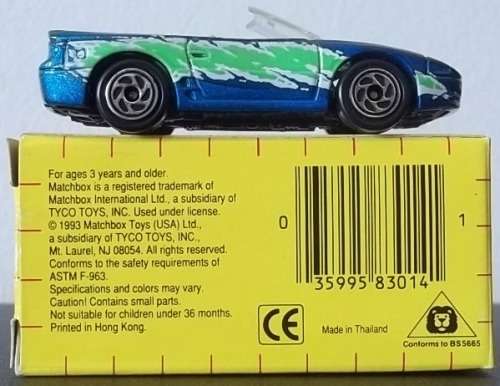 For ages 3 years and older.
Matchbox is a registered trademark of
Matchbox International Ltd., a subsidiary of
TYCO TOYS, INC. Used under license.
© 1993 Matchbox Toys (USA) Ltd.,
a subsidiary of TYCO TOYS, INC.,
Mt. Laurel, NJ 08054. All rights reserved.
Conforms to the safety requirements of
ASTM F-963.
Specifications and colors may vary.
Caution! Contains small parts.
Not suitable for children under 36 months.
Printed in Hong Kong.
0 1
35995 83014
CE
Made in Thailand
Conforms to BS5665